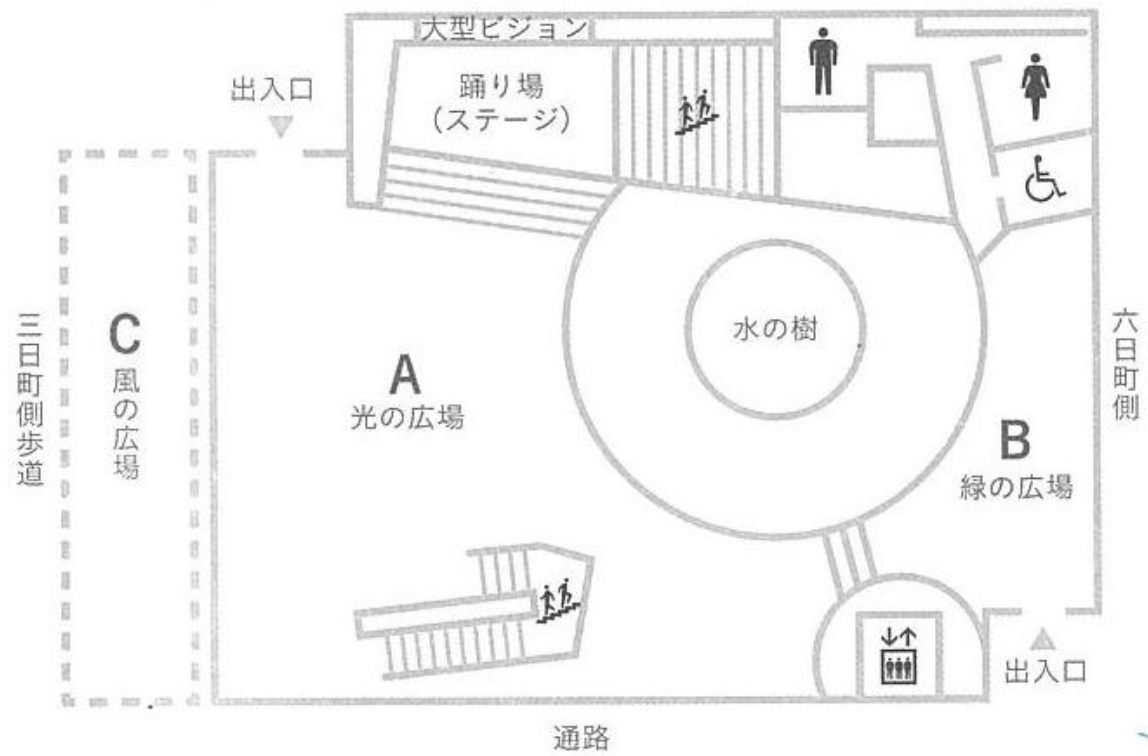 大型ビジョン
出入口
踊り場
(ステージ)
水の樹
三日町側歩道
C
風の広場
A
光の広場
六日町側
B
緑の広場
出入口
通路